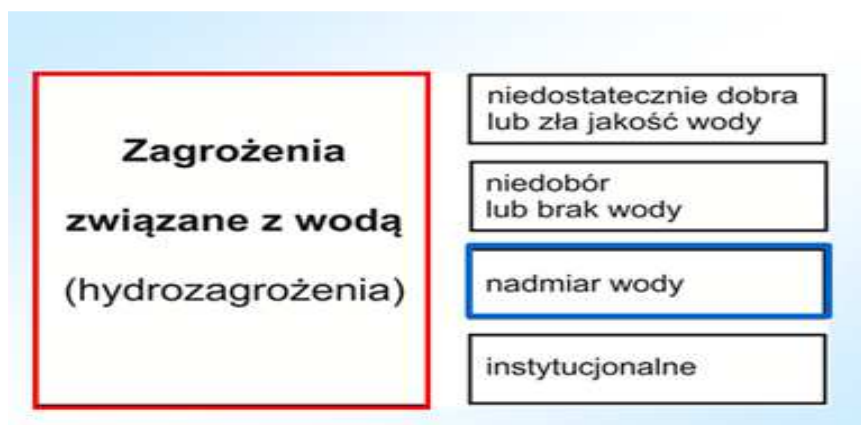 Zagrożenia
związane z wodą
(hydrozagrożenia)
niedostatecznie dobra
lub zła jakość wody
niedobór
lub brak wody
nadmiar wody
instytucjonalne